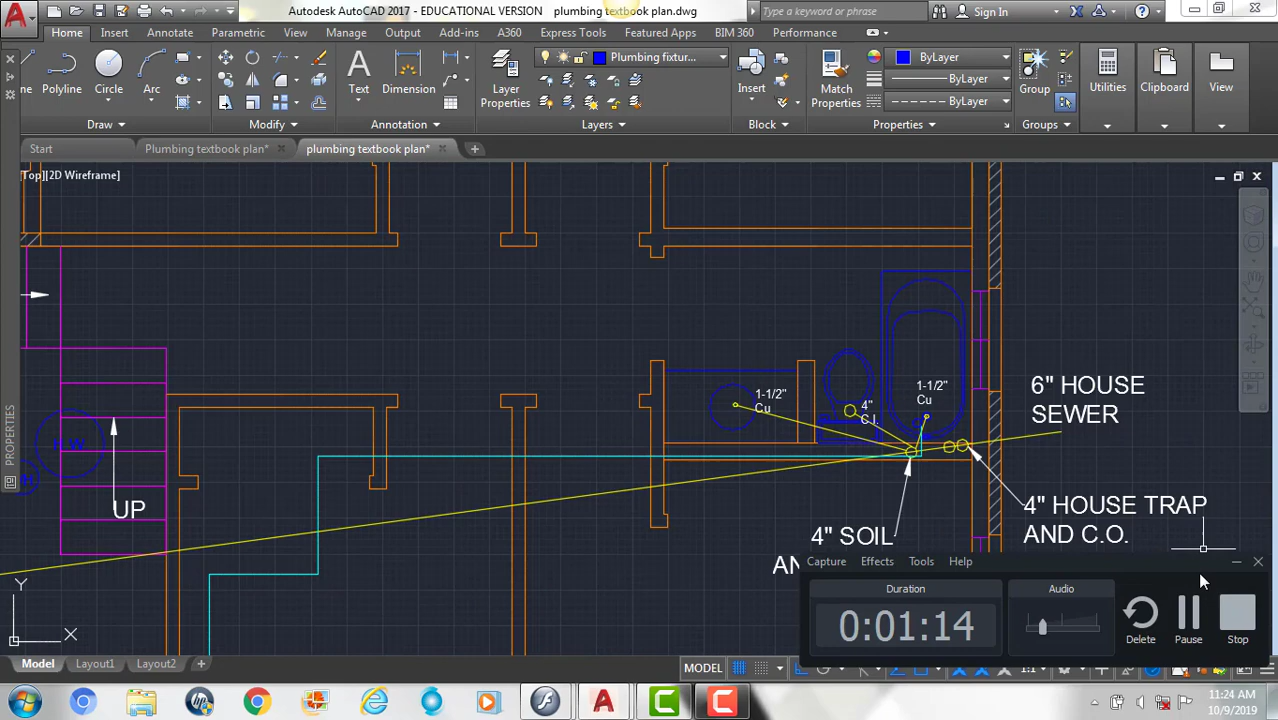 Autodesk AutoCAD 2017 - EDUCATIONAL VERSION plumbing textbook plan.dwg
Type a keyword or phrase
Sign In
Home Insert Annotate Parametric View Manage Output Add-ins A360 Express Tools Featured Apps BIM 360 Performance
Plumbing fixtur...
ByLayer
ByLayer
ByLayer
Polyline Circle Arc Text Dimension Layer Properties Insert Match Properties Group Utilities Clipboard View
Draw Modify Annotation Layers Block Properties Groups
Start Plumbing textbook plan* plumbing textbook plan*
Top][2D Wireframe]
1-1/2"
Cu
4"
C.I.
1-1/2"
Cu
6" HOUSE
SEWER
H.W
UP
4" HOUSE TRAP
AND C.O.
4" SOIL
PROPERTIES
Y
X
Capture Effects Tools Help
Duration
0:01:14
Audio
Delete Pause Stop
Model Layout1 Layout2
MODEL
1:1
11:24 AM
10/9/2019